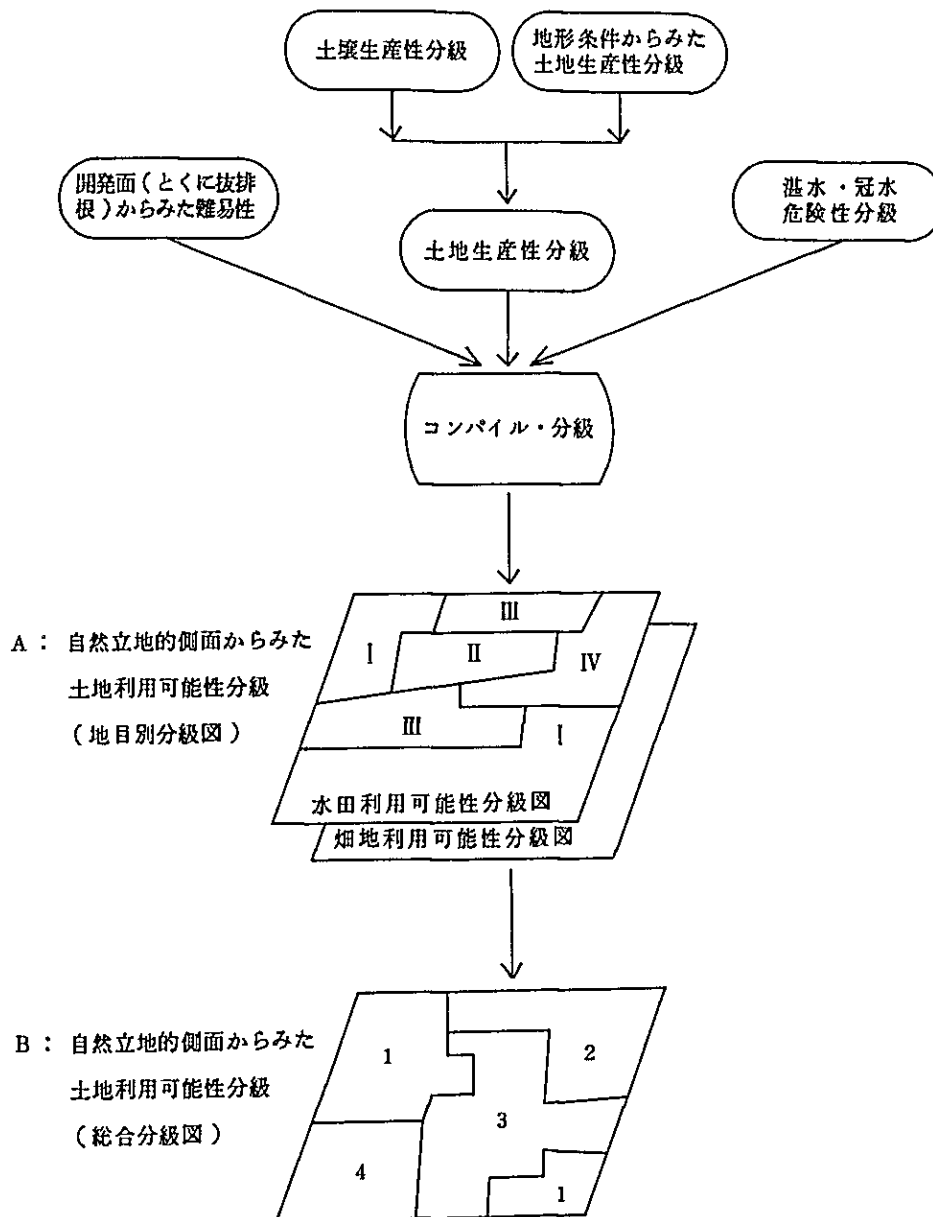 土壌生産性分級
地形条件からみた
土地生産性分級
開発面(とくに抜排
根)からみた難易性
湛水・冠水
危険性分級
土地生産性分級
コンパイル・分級
A： 自然立地的側面からみた
土地利用可能性分級
(地目別分級図)
III
I
II
IV
III
I
水田利用可能性分級図
畑地利用可能性分級図
B： 自然立地的側面からみた
土地利用可能性分級
(総合分級図)
1
2
3
4
1